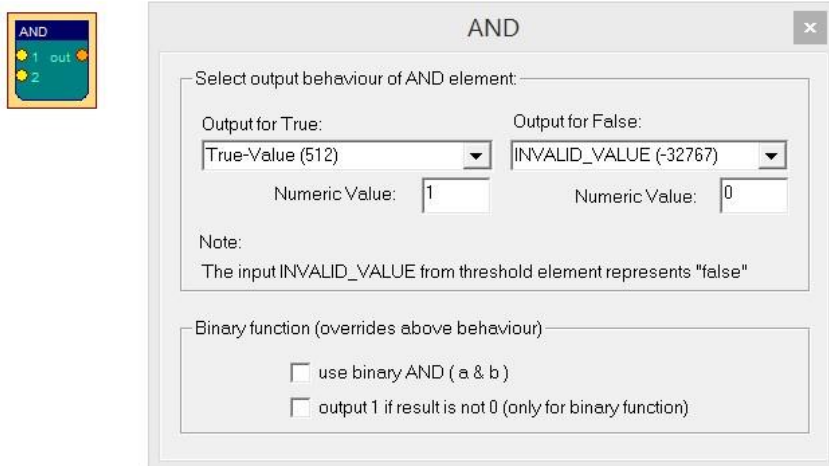 AND
1 out
2
AND
x
Select output behaviour of AND element:
Output for True:
Output for False:
True-Value (512)
INVALID_VALUE (-32767)
Numeric Value: 1
Numeric Value: 0
Note:
The input INVALID_VALUE from threshold element represents "false"
Binary function (overrides above behaviour)
use binary AND ( a & b )
output 1 if result is not 0 (only for binary function)